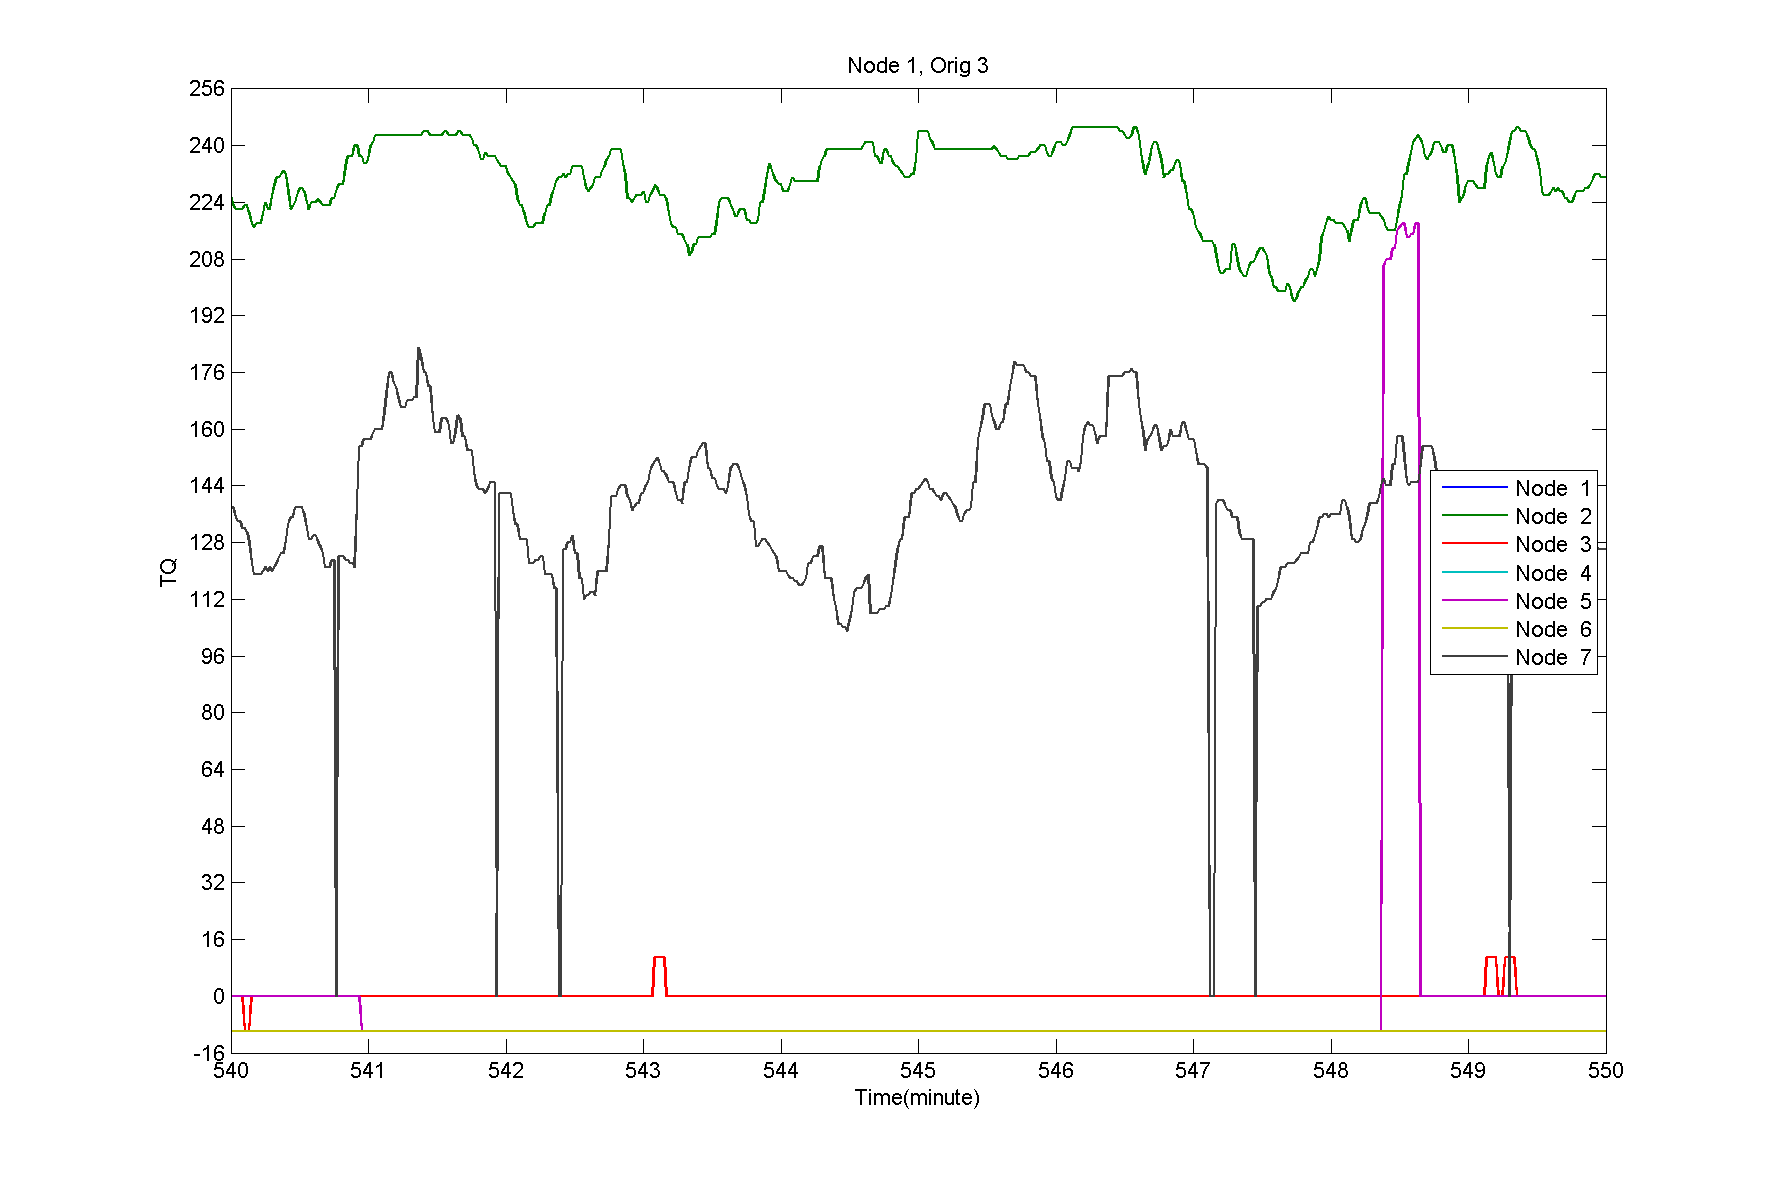 Node 1, Orig 3
256
240
224
208
192
176
160
144
128
112
96
80
64
48
32
16
0
-16
TQ
Node 1
Node 2
Node 3
Node 4
Node 5
Node 6
Node 7
540 541 542 543 544 545 546 547 548 549 550
Time(minute)